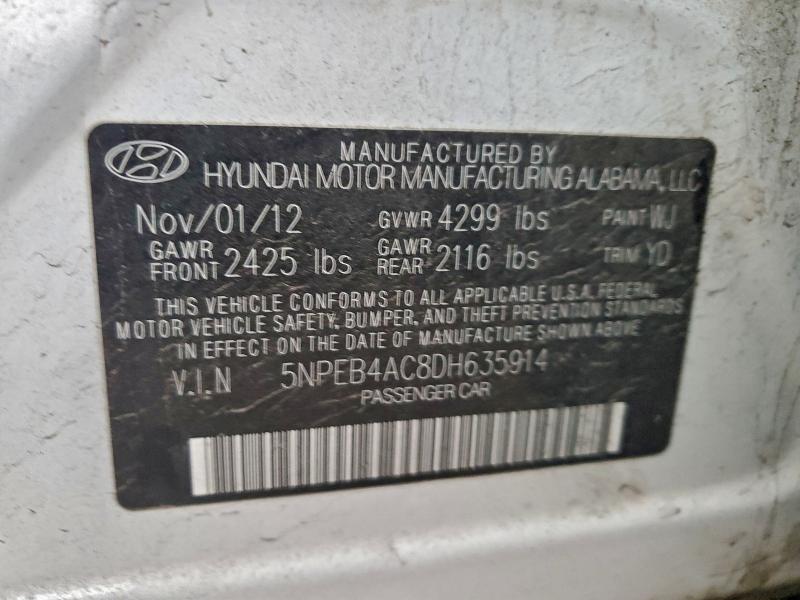 MANUFACTURED BY
HYUNDAI MOTOR MANUFACTURING ALABAMA, LLC
Nov/01/12 GVWR 4299 lbs PAINT WJ
GAWR FRONT 2425 lbs GAWR REAR 2116 lbs TRIM YD
THIS VEHICLE CONFORMS TO ALL APPLICABLE U.S.A. FEDERAL
MOTOR VEHICLE SAFETY, BUMPER, AND THEFT PREVENTION STANDARDS
IN EFFECT ON THE DATE OF MANUFACTURE SHOWN ABOVE
V.I.N 5NPEB4AC8DH635914
PASSENGER CAR